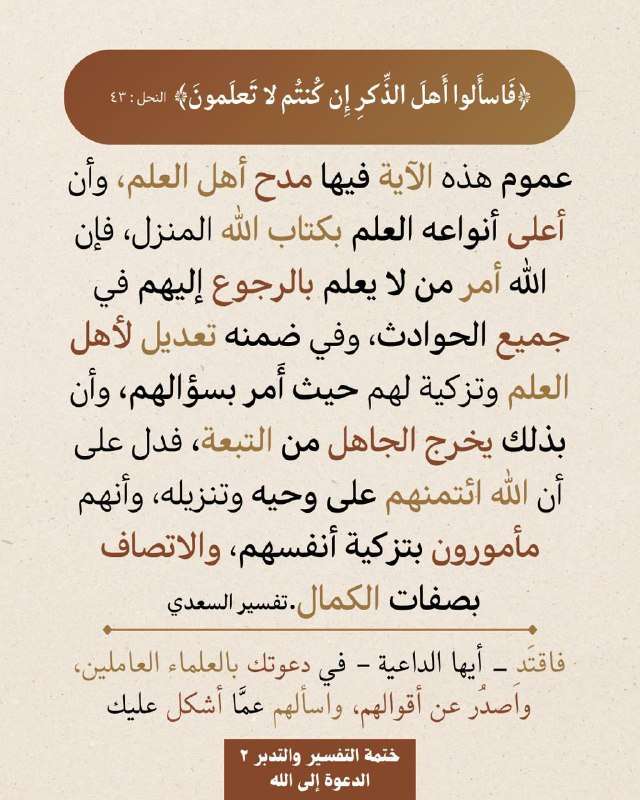 ﴿فَاسأَلوا أَهلَ الذِّكرِ إِن كُنتُم لا تَعلَمونَ﴾ النحل : ٤٣
عموم هذه الآية فيها مدح أهل العلم، وأن
أعلى أنواعه العلم بكتاب الله المنزل، فإن
الله أمر من لا يعلم بالرجوع إليهم في
جميع الحوادث، وفي ضمنه تعديل لأهل
العلم وتزكية لهم حيث أَمر بسؤالهم، وأن
بذلك يخرج الجاهل من التبعة، فدل على
أن الله ائتمنهم على وحيه وتنزيله، وأنهم
مأمورون بتزكية أنفسهم، والاتصاف
بصفات الكمال. تفسير السعدي
فاقتَدِ – أيها الداعية – في دعوتك بالعلماء العاملين،
واصدُر عن أقوالهم، واسألهم عمَّا أشكل عليك
ختمة التفسير والتدبر ٢
الدعوة إلى الله